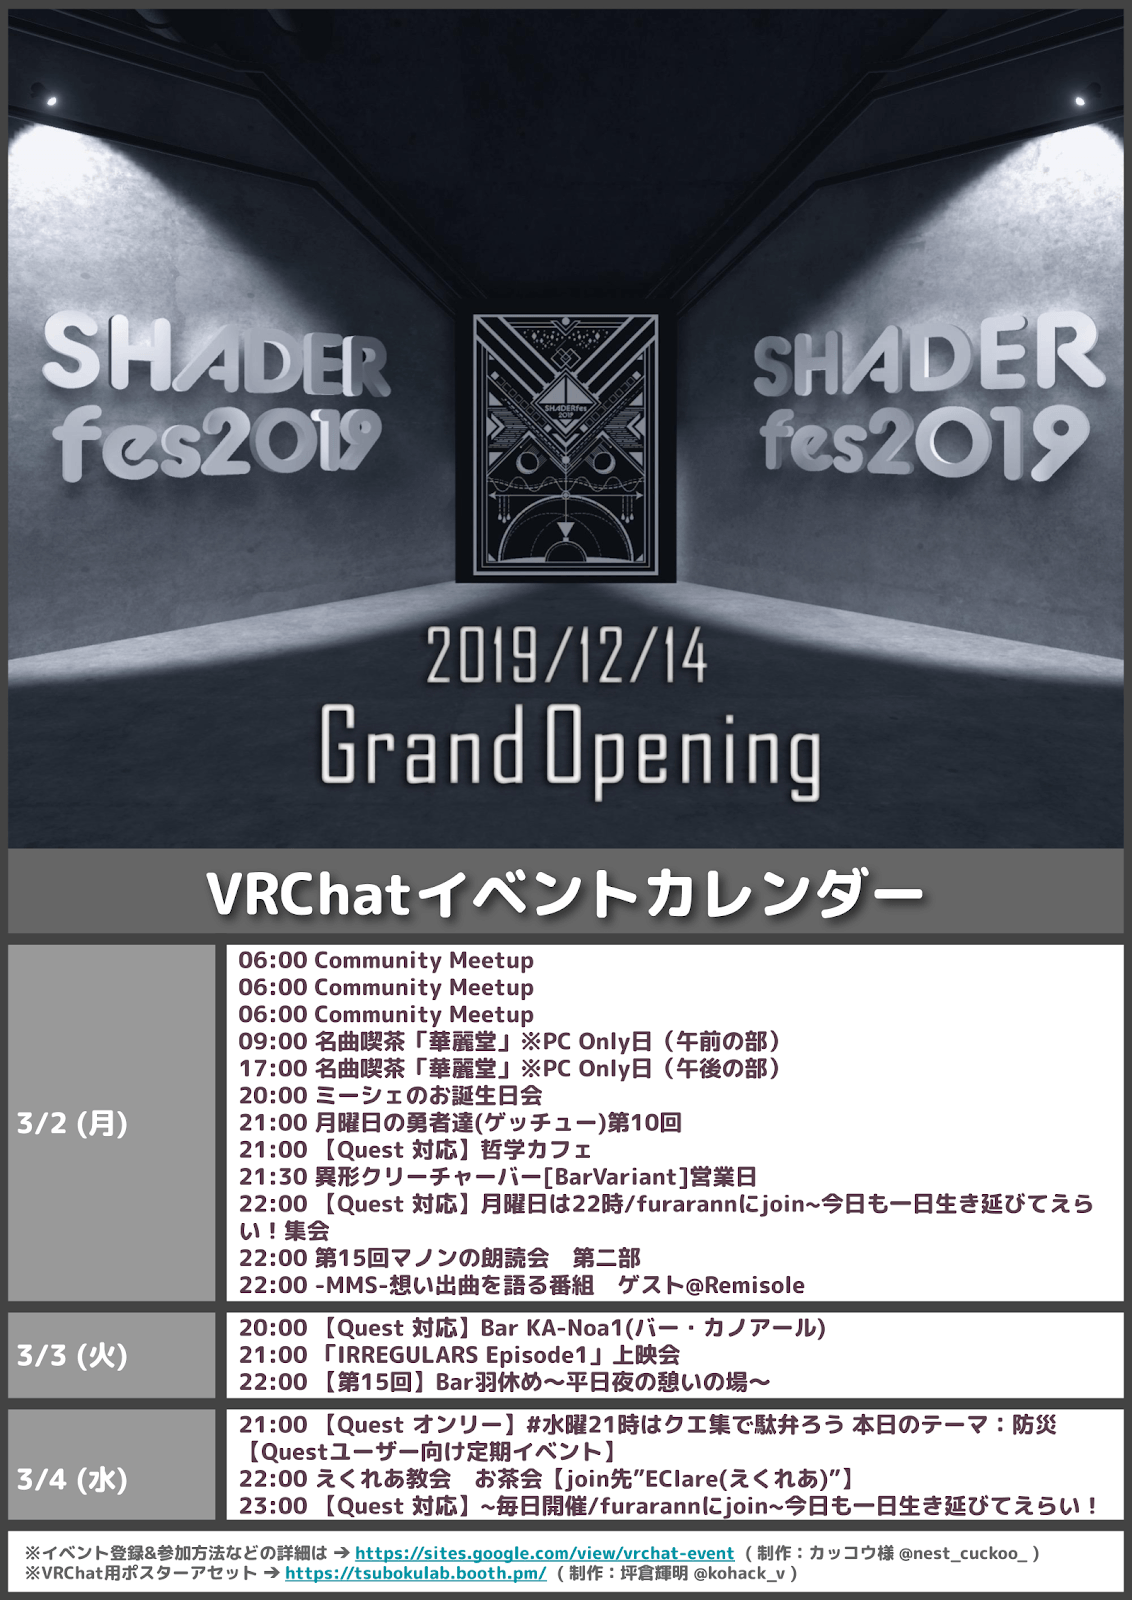 SHADER
fes2019
SHADER
fes2019
SHADERfes
2019
2019/12/14
Grand Opening
VRChatイベントカレンダー
3/2 (月)
06:00 Community Meetup
06:00 Community Meetup
06:00 Community Meetup
09:00 名曲喫茶「華麗堂」※PC Only日（午前の部）
17:00 名曲喫茶「華麗堂」※PC Only日（午後の部）
20:00 ミーシェのお誕生日会
21:00 月曜日の勇者達(ゲッチュー)第10回
21:00 【Quest 対応】哲学カフェ
21:30 異形クリーチャーバー[BarVariant]営業日
22:00 【Quest 対応】月曜日は22時/furarannにjoin~今日も一日生き延びてえら
い！集会
22:00 第15回マノンの朗読会　第二部
22:00 -MMS-想い出曲を語る番組　ゲスト@Remisole
3/3 (火)
20:00 【Quest 対応】Bar KA-Noa1(バー・カノアール)
21:00 「IRREGULARS Episode1」上映会
22:00 【第15回】Bar羽休め～平日夜の憩いの場～
3/4 (水)
21:00 【Quest オンリー】#水曜21時はクエ集で駄弁ろう 本日のテーマ：防災
【Questユーザー向け定期イベント】
22:00 えくれあ教会　お茶会【join先”EClare(えくれあ)”】
23:00 【Quest 対応】~毎日開催/furarannにjoin~今日も一日生き延びてえらい！
※イベント登録&参加方法などの詳細は ➔ https://sites.google.com/view/vrchat-event ( 制作：カッコウ様 @nest_cuckoo_ )
※VRChat用ポスターアセット ➔ https://tsubokulab.booth.pm/ ( 制作：坪倉輝明 @kohack_v )